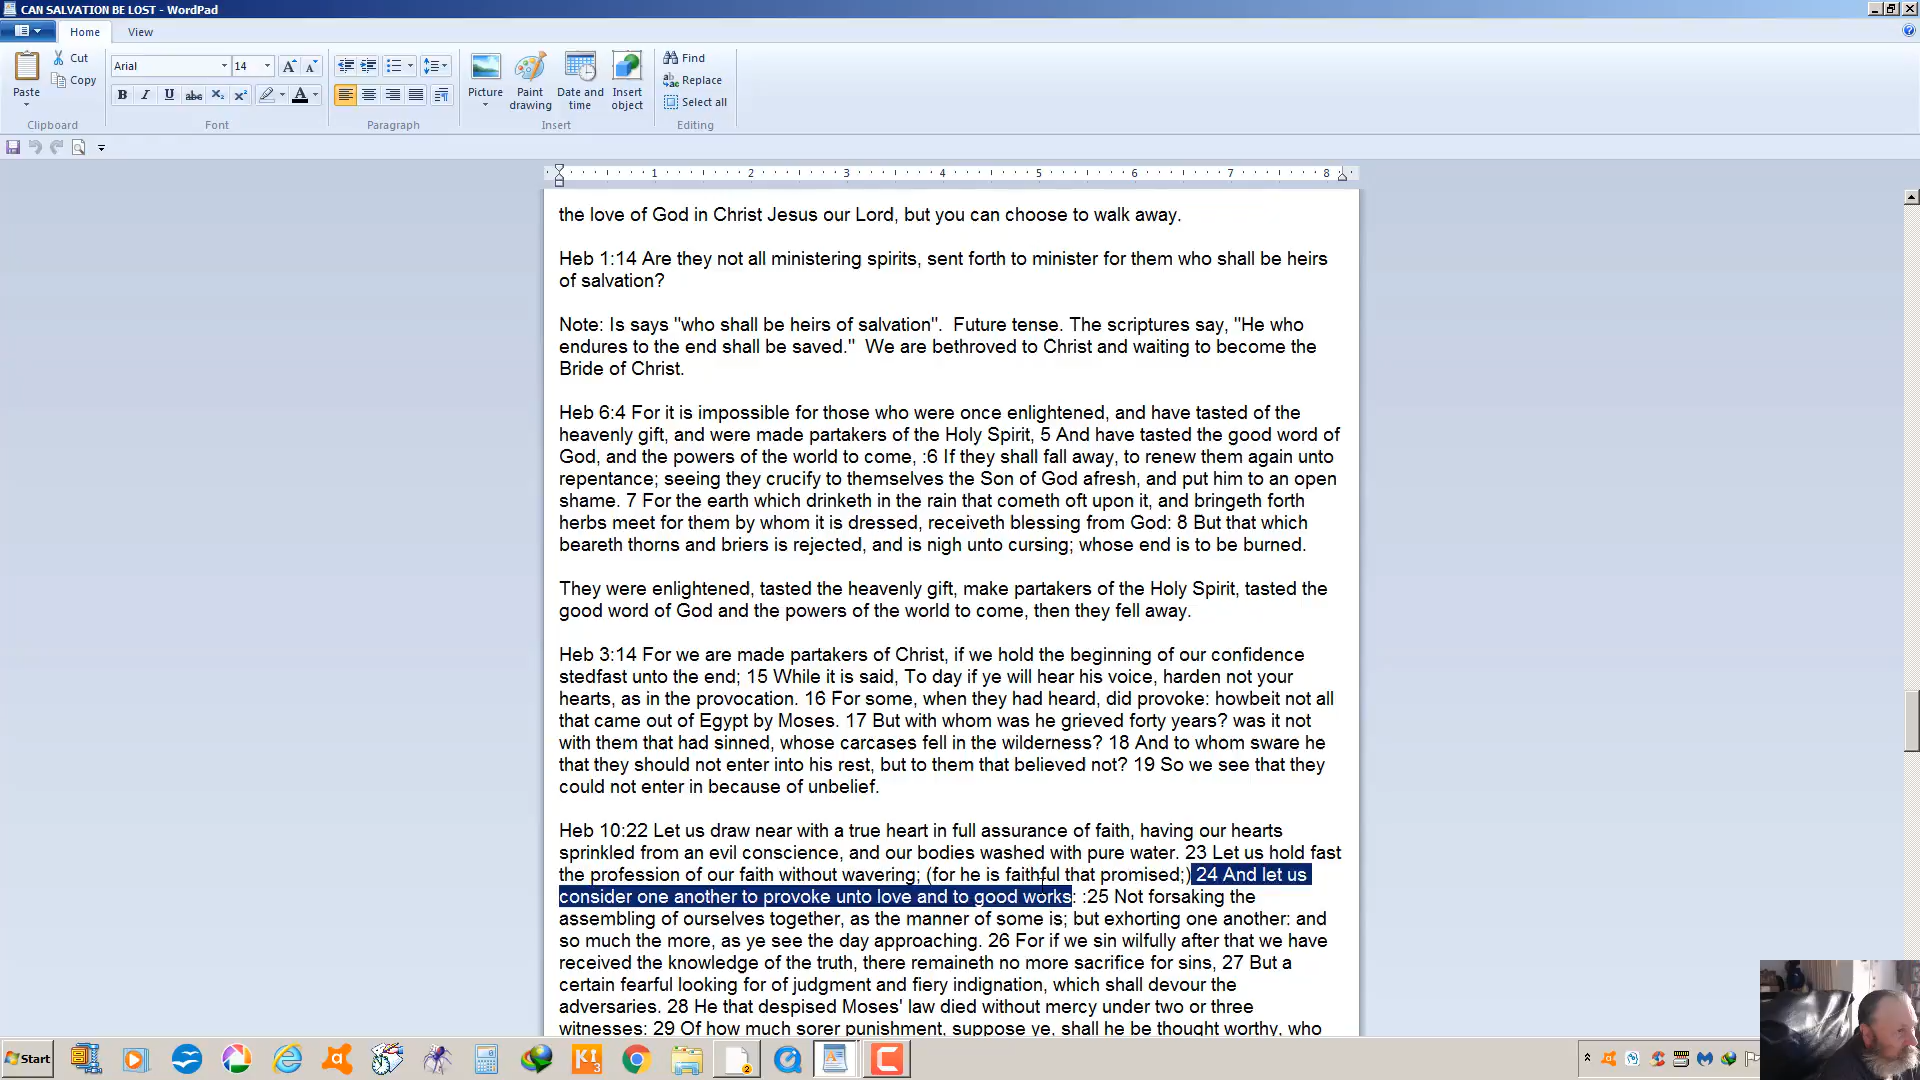 CAN SALVATION BE LOST - WordPad
Home
View
Paste
Cut
Copy
Clipboard
Arial
14
Font
Paragraph
Picture
Paint drawing
Date and time
Insert object
Insert
Find
Replace
Select all
Editing
1 2 3 4 5 6 7 8
the love of God in Christ Jesus our Lord, but you can choose to walk away.
Heb 1:14 Are they not all ministering spirits, sent forth to minister for them who shall be heirs
of salvation?
Note: Is says "who shall be heirs of salvation".  Future tense. The scriptures say, "He who
endures to the end shall be saved."  We are bethroved to Christ and waiting to become the
Bride of Christ.
Heb 6:4 For it is impossible for those who were once enlightened, and have tasted of the
heavenly gift, and were made partakers of the Holy Spirit, 5 And have tasted the good word of
God, and the powers of the world to come, :6 If they shall fall away, to renew them again unto
repentance; seeing they crucify to themselves the Son of God afresh, and put him to an open
shame. 7 For the earth which drinketh in the rain that cometh oft upon it, and bringeth forth
herbs meet for them by whom it is dressed, receiveth blessing from God: 8 But that which
beareth thorns and briers is rejected, and is nigh unto cursing; whose end is to be burned.
They were enlightened, tasted the heavenly gift, make partakers of the Holy Spirit, tasted the
good word of God and the powers of the world to come, then they fell away.
Heb 3:14 For we are made partakers of Christ, if we hold the beginning of our confidence
stedfast unto the end; 15 While it is said, To day if ye will hear his voice, harden not your
hearts, as in the provocation. 16 For some, when they had heard, did provoke: howbeit not all
that came out of Egypt by Moses. 17 But with whom was he grieved forty years? was it not
with them that had sinned, whose carcases fell in the wilderness? 18 And to whom sware he
that they should not enter into his rest, but to them that believed not? 19 So we see that they
could not enter in because of unbelief.
Heb 10:22 Let us draw near with a true heart in full assurance of faith, having our hearts
sprinkled from an evil conscience, and our bodies washed with pure water. 23 Let us hold fast
the profession of our faith without wavering; (for he is faithful that promised;) 24 And let us
consider one another to provoke unto love and to good works: :25 Not forsaking the
assembling of ourselves together, as the manner of some is; but exhorting one another: and
so much the more, as ye see the day approaching. 26 For if we sin wilfully after that we have
received the knowledge of the truth, there remaineth no more sacrifice for sins, 27 But a
certain fearful looking for of judgment and fiery indignation, which shall devour the
adversaries. 28 He that despised Moses' law died without mercy under two or three
witnesses: 29 Of how much sorer punishment, suppose ye, shall he be thought worthy, who
Start